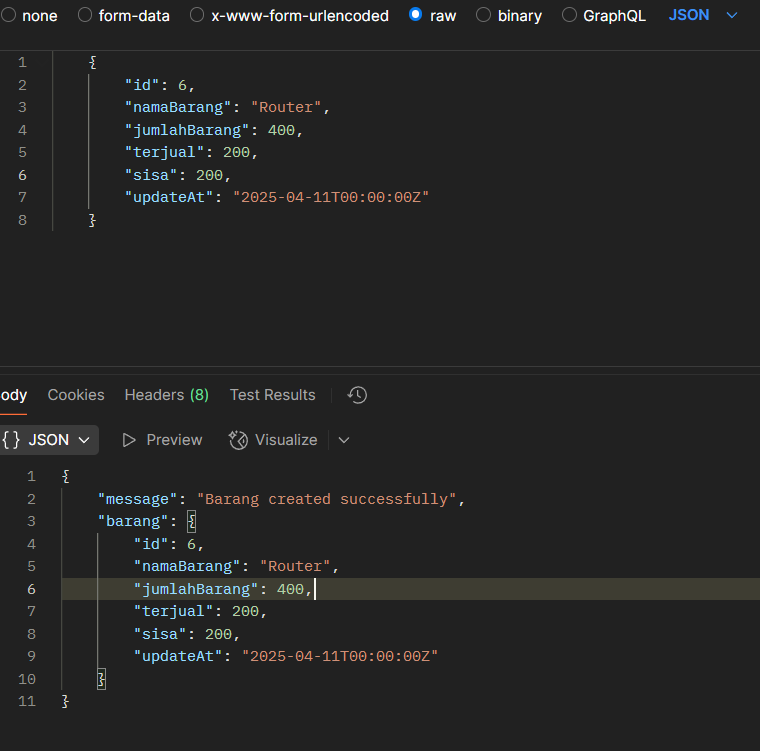 none form-data x-www-form-urlencoded raw binary GraphQL JSON
1 {
2 "id": 6,
3 "namaBarang": "Router",
4 "jumlahBarang": 400,
5 "terjual": 200,
6 "sisa": 200,
7 "updateAt": "2025-04-11T00:00:00Z"
8 }
ody Cookies Headers (8) Test Results
{} JSON Preview Visualize
1 {
2 "message": "Barang created successfully",
3 "barang": {
4 "id": 6,
5 "namaBarang": "Router",
6 "jumlahBarang": 400,
7 "terjual": 200,
8 "sisa": 200,
9 "updateAt": "2025-04-11T00:00:00Z"
10 }
11 }